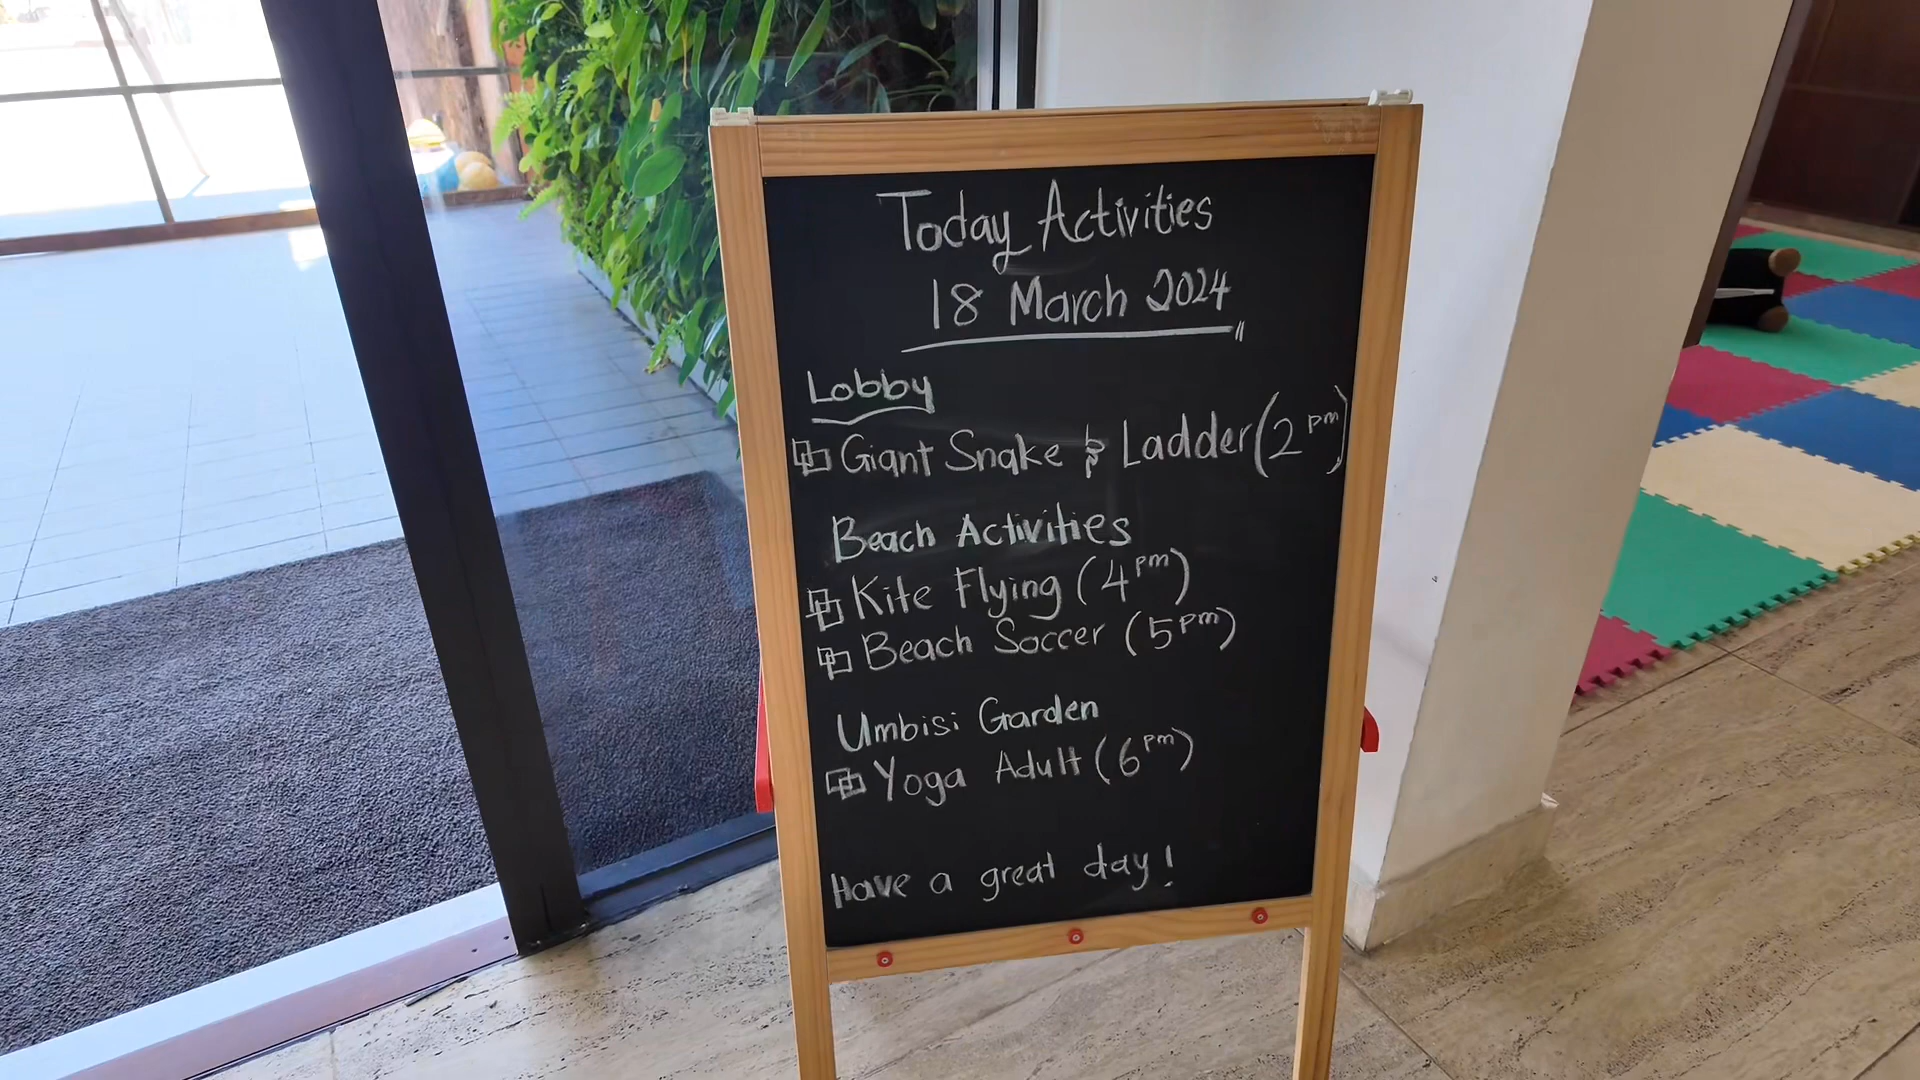 Today Activities
18 March 2024
Lobby
Giant Snake & Ladder (2pm)
Beach Activities
Kite Flying (4pm)
Beach Soccer (5pm)
Umbisi Garden
Yoga Adult (6pm)
Have a great day!